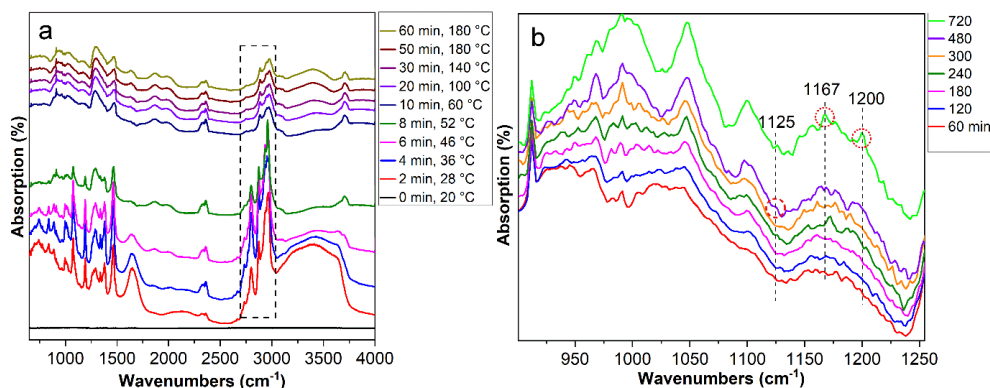 a
Absorption (%)
1000 1500 2000 2500 3000 3500 4000
Wavenumbers (cm⁻¹)
60 min, 180 °C
50 min, 180 °C
30 min, 140 °C
20 min, 100 °C
10 min, 60 °C
8 min, 52 °C
6 min, 46 °C
4 min, 36 °C
2 min, 28 °C
0 min, 20 °C
b
Absorption (%)
1125
1167
1200
950 1000 1050 1100 1150 1200 1250
Wavenumbers (cm⁻¹)
720
480
300
240
180
120
60 min